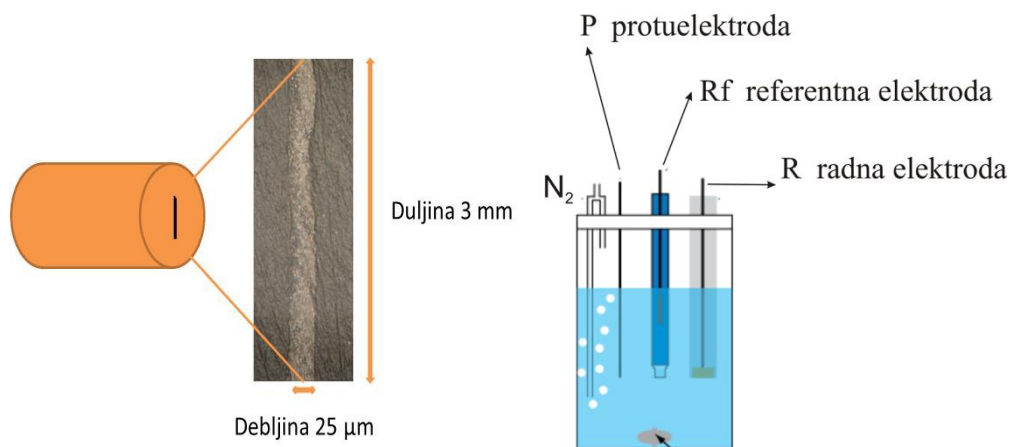 Duljina 3 mm
Debljina 25 µm
P protuelektroda
Rf referentna elektroda
R radna elektroda
N₂